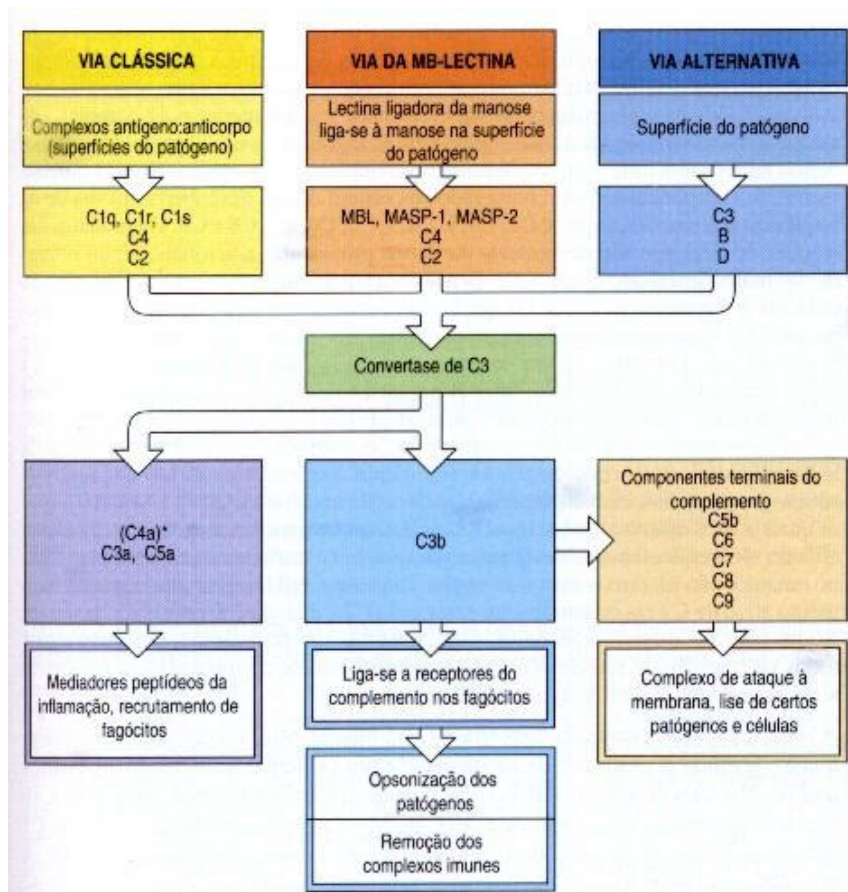 VIA CLÁSSICA
VIA DA MB-LECTINA
VIA ALTERNATIVA
Complexos antígeno:anticorpo
(superfícies do patógeno)
Lectina ligadora da manose
liga-se à manose na superfície
do patógeno
Superfície do patógeno
C1q, C1r, C1s
C4
C2
MBL, MASP-1, MASP-2
C4
C2
C3
B
D
Convertase de C3
(C4a)*
C3a, C5a
C3b
Componentes terminais do
complemento
C5b
C6
C7
C8
C9
Mediadores peptídeos da
inflamação, recrutamento de
fagócitos
Liga-se a receptores do
complemento nos fagócitos
Complexo de ataque à
membrana, lise de certos
patógenos e células
Opsonização dos
patógenos
Remoção dos
complexos imunes